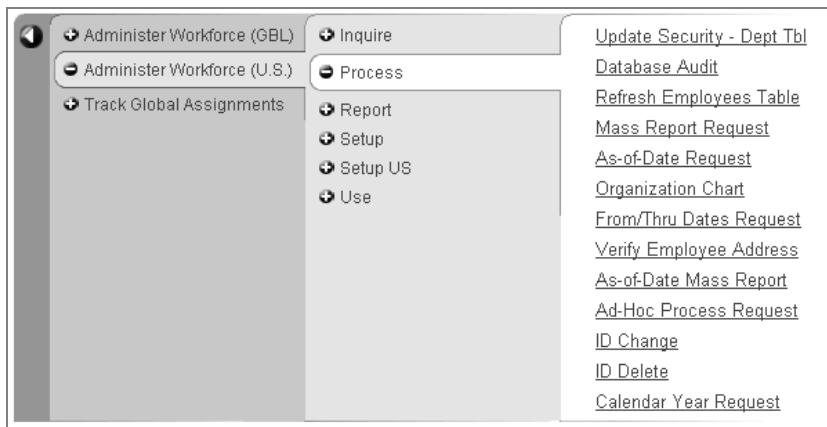 Administer Workforce (GBL)
Administer Workforce (U.S.)
Track Global Assignments
Inquire
Process
Report
Setup
Setup US
Use
Update Security - Dept Tbl
Database Audit
Refresh Employees Table
Mass Report Request
As-of-Date Request
Organization Chart
From/Thru Dates Request
Verify Employee Address
As-of-Date Mass Report
Ad-Hoc Process Request
ID Change
ID Delete
Calendar Year Request